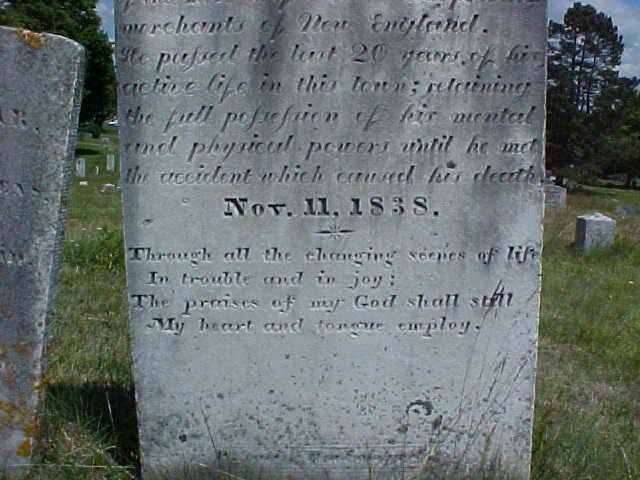 merchants of New England.
He passed the last 20 years, of his
active life in this town; retaining
the full possession of his mental
and physical powers until he met
the accident which caused his death
Nov. 11, 1838.
Through all the changing scenes of life
In trouble and in joy;
The praises of my God shall still
My heart and tongue employ.